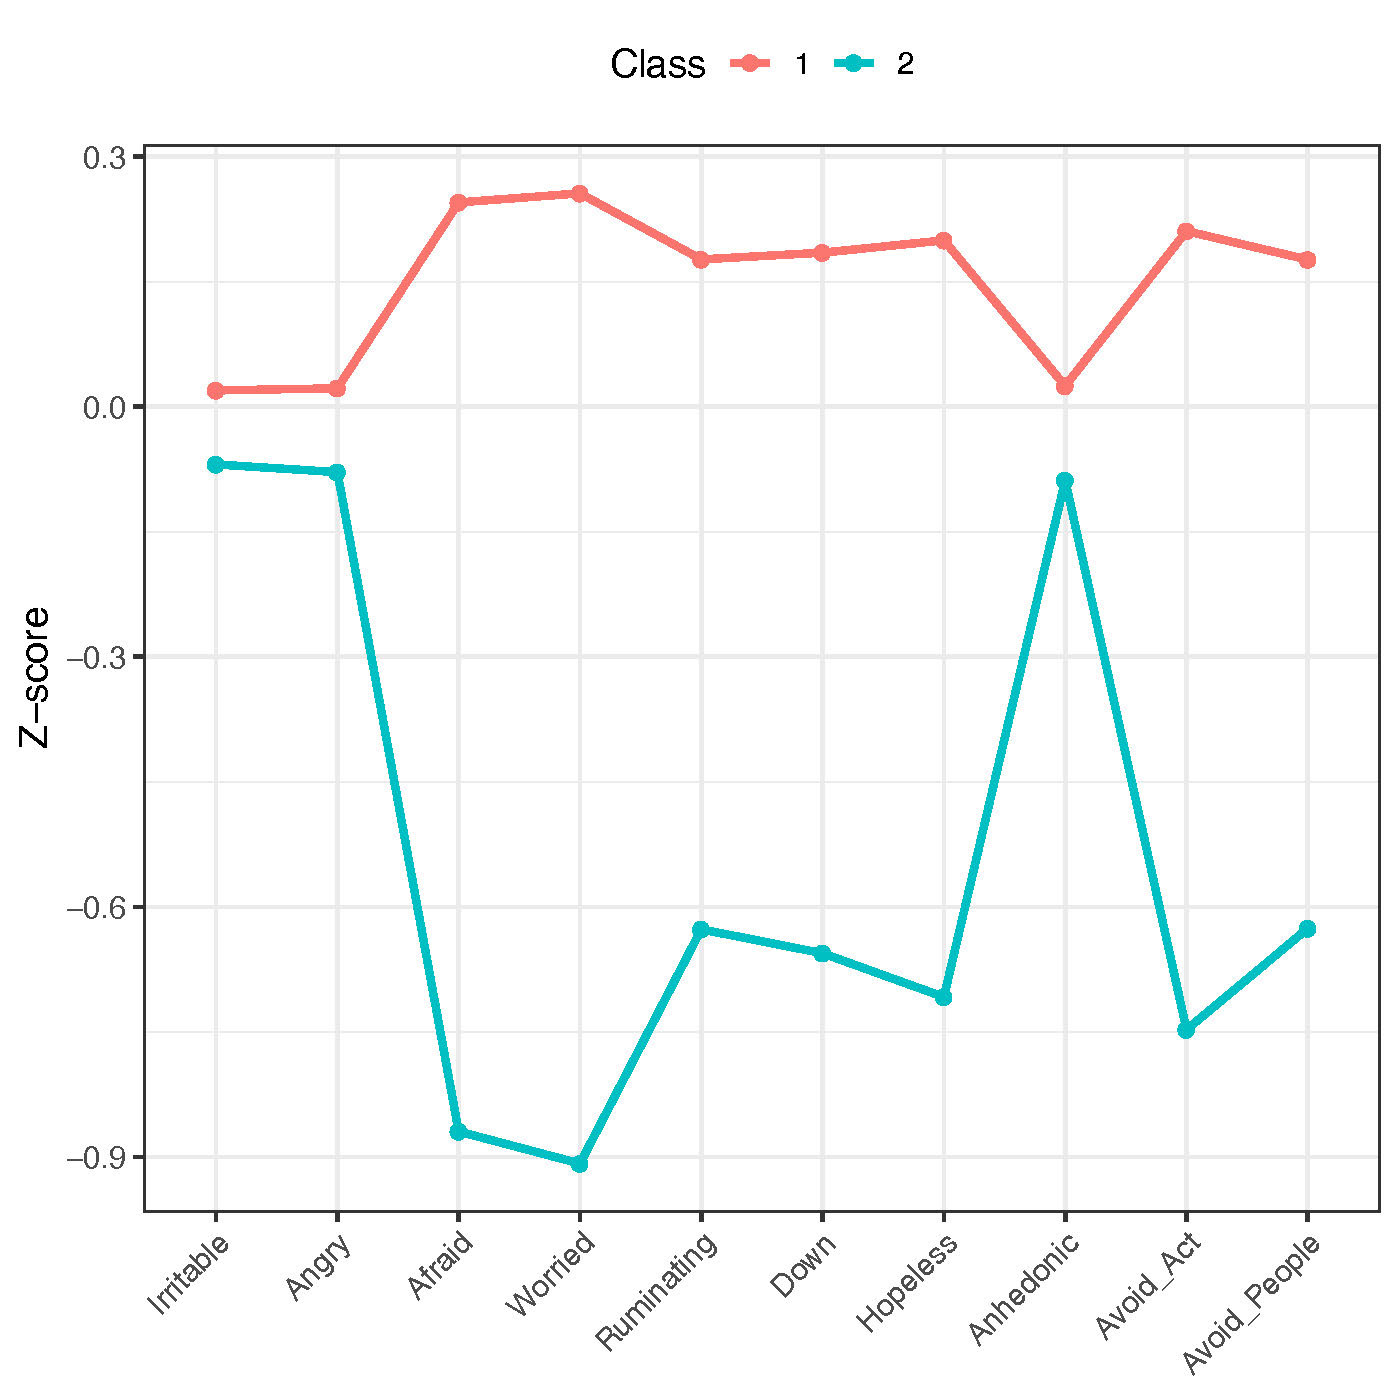 Class 1 2
0.3
0.0
−0.3
−0.6
−0.9
Z−score
Irritable
Angry
Afraid
Worried
Ruminating
Down
Hopeless
Anhedonic
Avoid_Act
Avoid_People